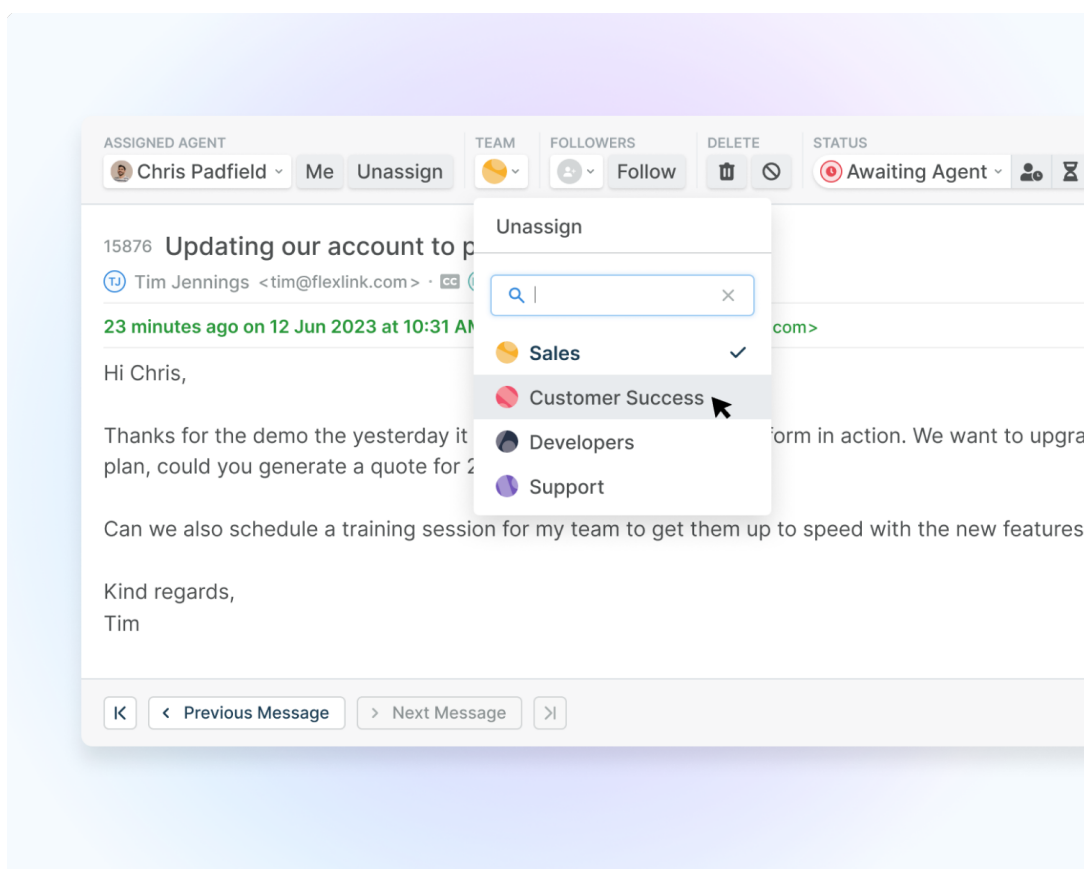 ASSIGNED AGENT TEAM FOLLOWERS DELETE STATUS
Chris Padfield Me Unassign Follow Awaiting Agent
Unassign
15876 Updating our account to p
TJ Tim Jennings <tim@flexlink.com> · CC
23 minutes ago on 12 Jun 2023 at 10:31 AM com>
Sales
Hi Chris,
Customer Success
Thanks for the demo the yesterday it form in action. We want to upgra
Developers
plan, could you generate a quote for 2
Support
Can we also schedule a training session for my team to get them up to speed with the new features
Kind regards,
Tim
Previous Message Next Message